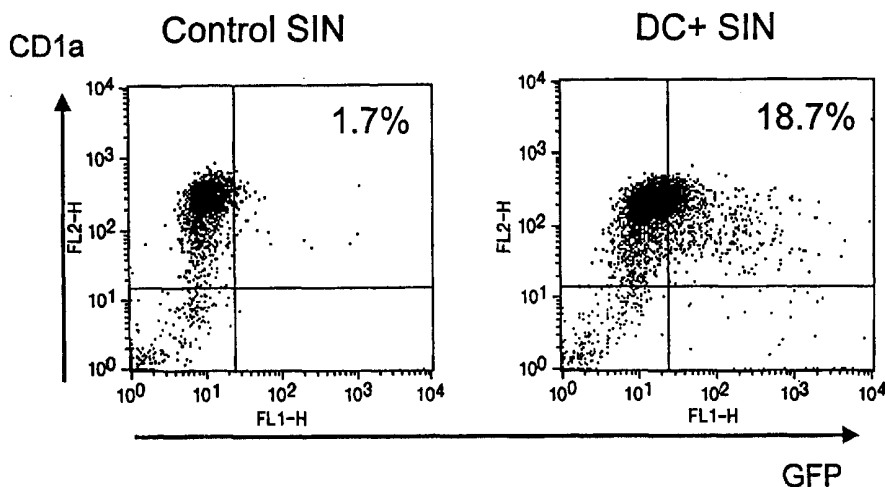 Control SIN
DC+ SIN
CD1a
10⁴
10³
10²
10¹
10⁰
FL2-H
1.7%
10⁰ 10¹ 10² 10³ 10⁴
FL1-H
10⁴
10³
10²
10¹
10⁰
FL2-H
18.7%
10⁰ 10¹ 10² 10³ 10⁴
FL1-H
GFP